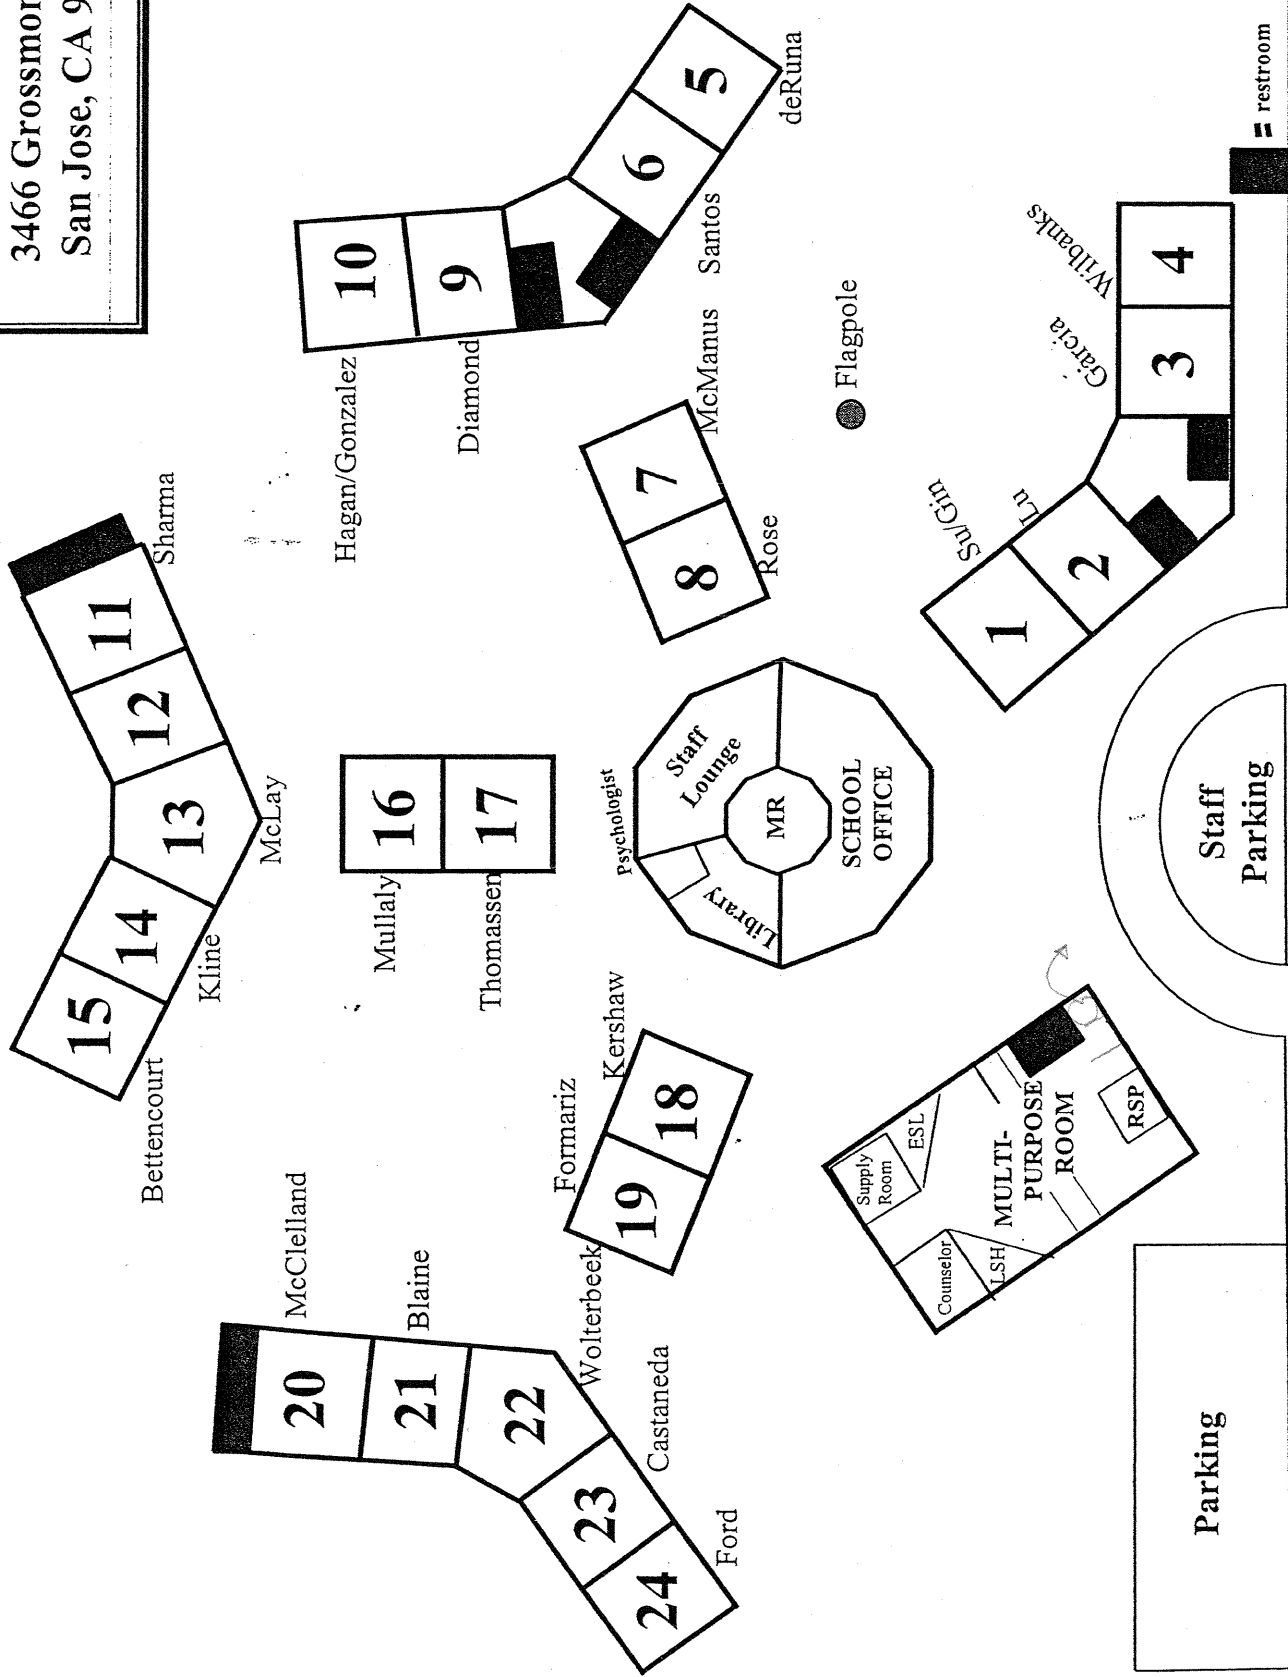 3466 Grossmor
San Jose, CA 9
15
14
13
12
11
Bettencourt
Kline
McLay
Sharma
20
21
22
23
24
McClelland
Blaine
Wolterbeek
Castaneda
Ford
16
17
Mullaly
Thomassen
10
9
Hagan/Gonzalez
Diamond
6
5
Santos
deRuna
19
18
Formariz
Kershaw
8
7
Rose
McManus
Psychologist
Staff
Lounge
Library
MR
SCHOOL
OFFICE
Flagpole
Supply
Room
ESL
Counselor
LSH
MULTI-
PURPOSE
ROOM
RSP
1
2
3
4
Su/Gin
Lu
Garcia
Wilbanks
Parking
Staff
Parking
= restroom